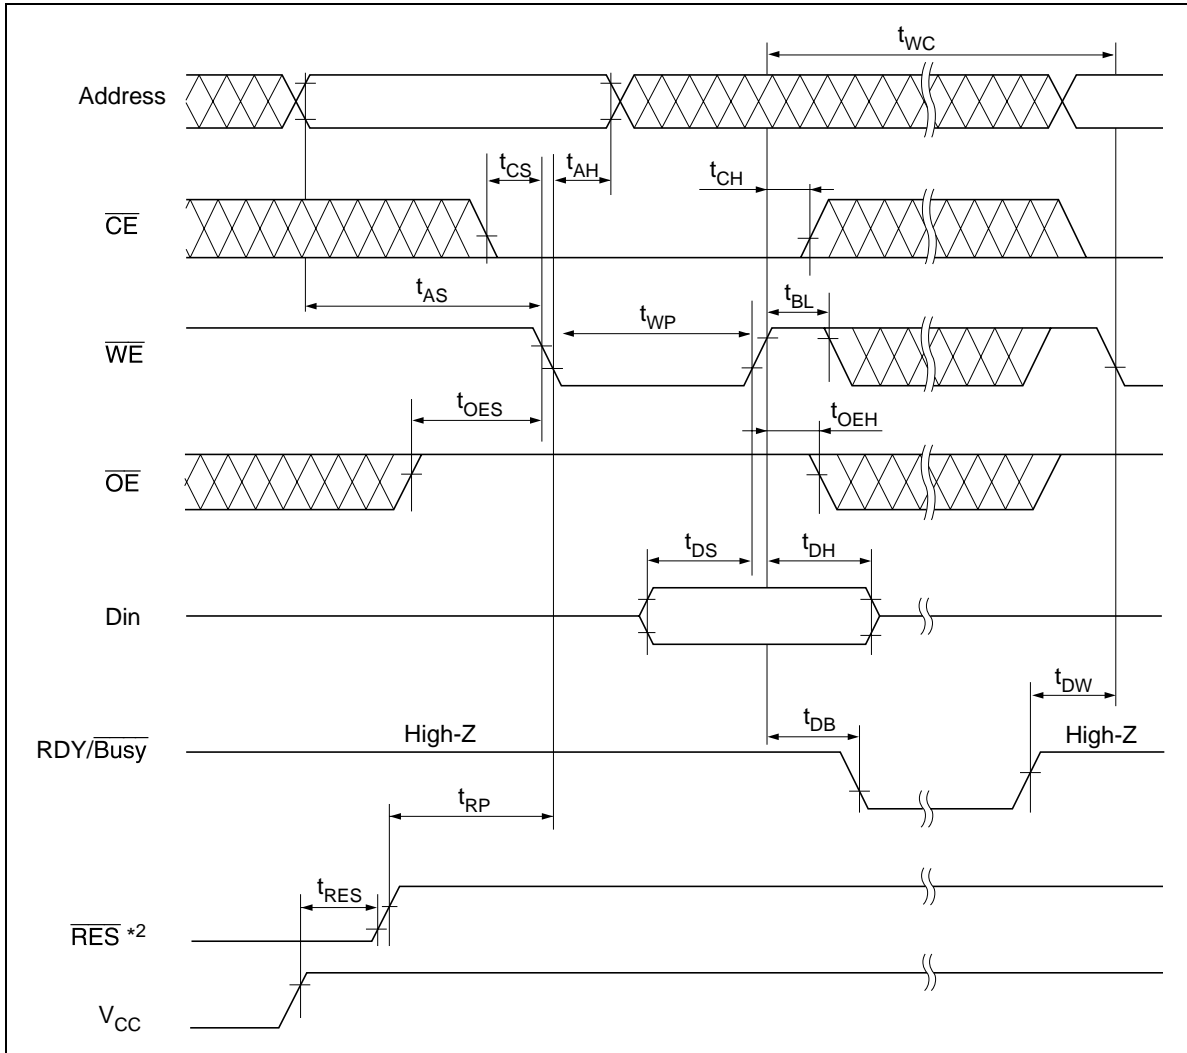 tWC
Address
tCS
tAH
tCH
CE
tAS
tBL
tWP
WE
tOES
tOEH
OE
tDS
tDH
Din
tDW
tDB
High-Z
High-Z
RDY/Busy
tRP
tRES
RES *2
VCC